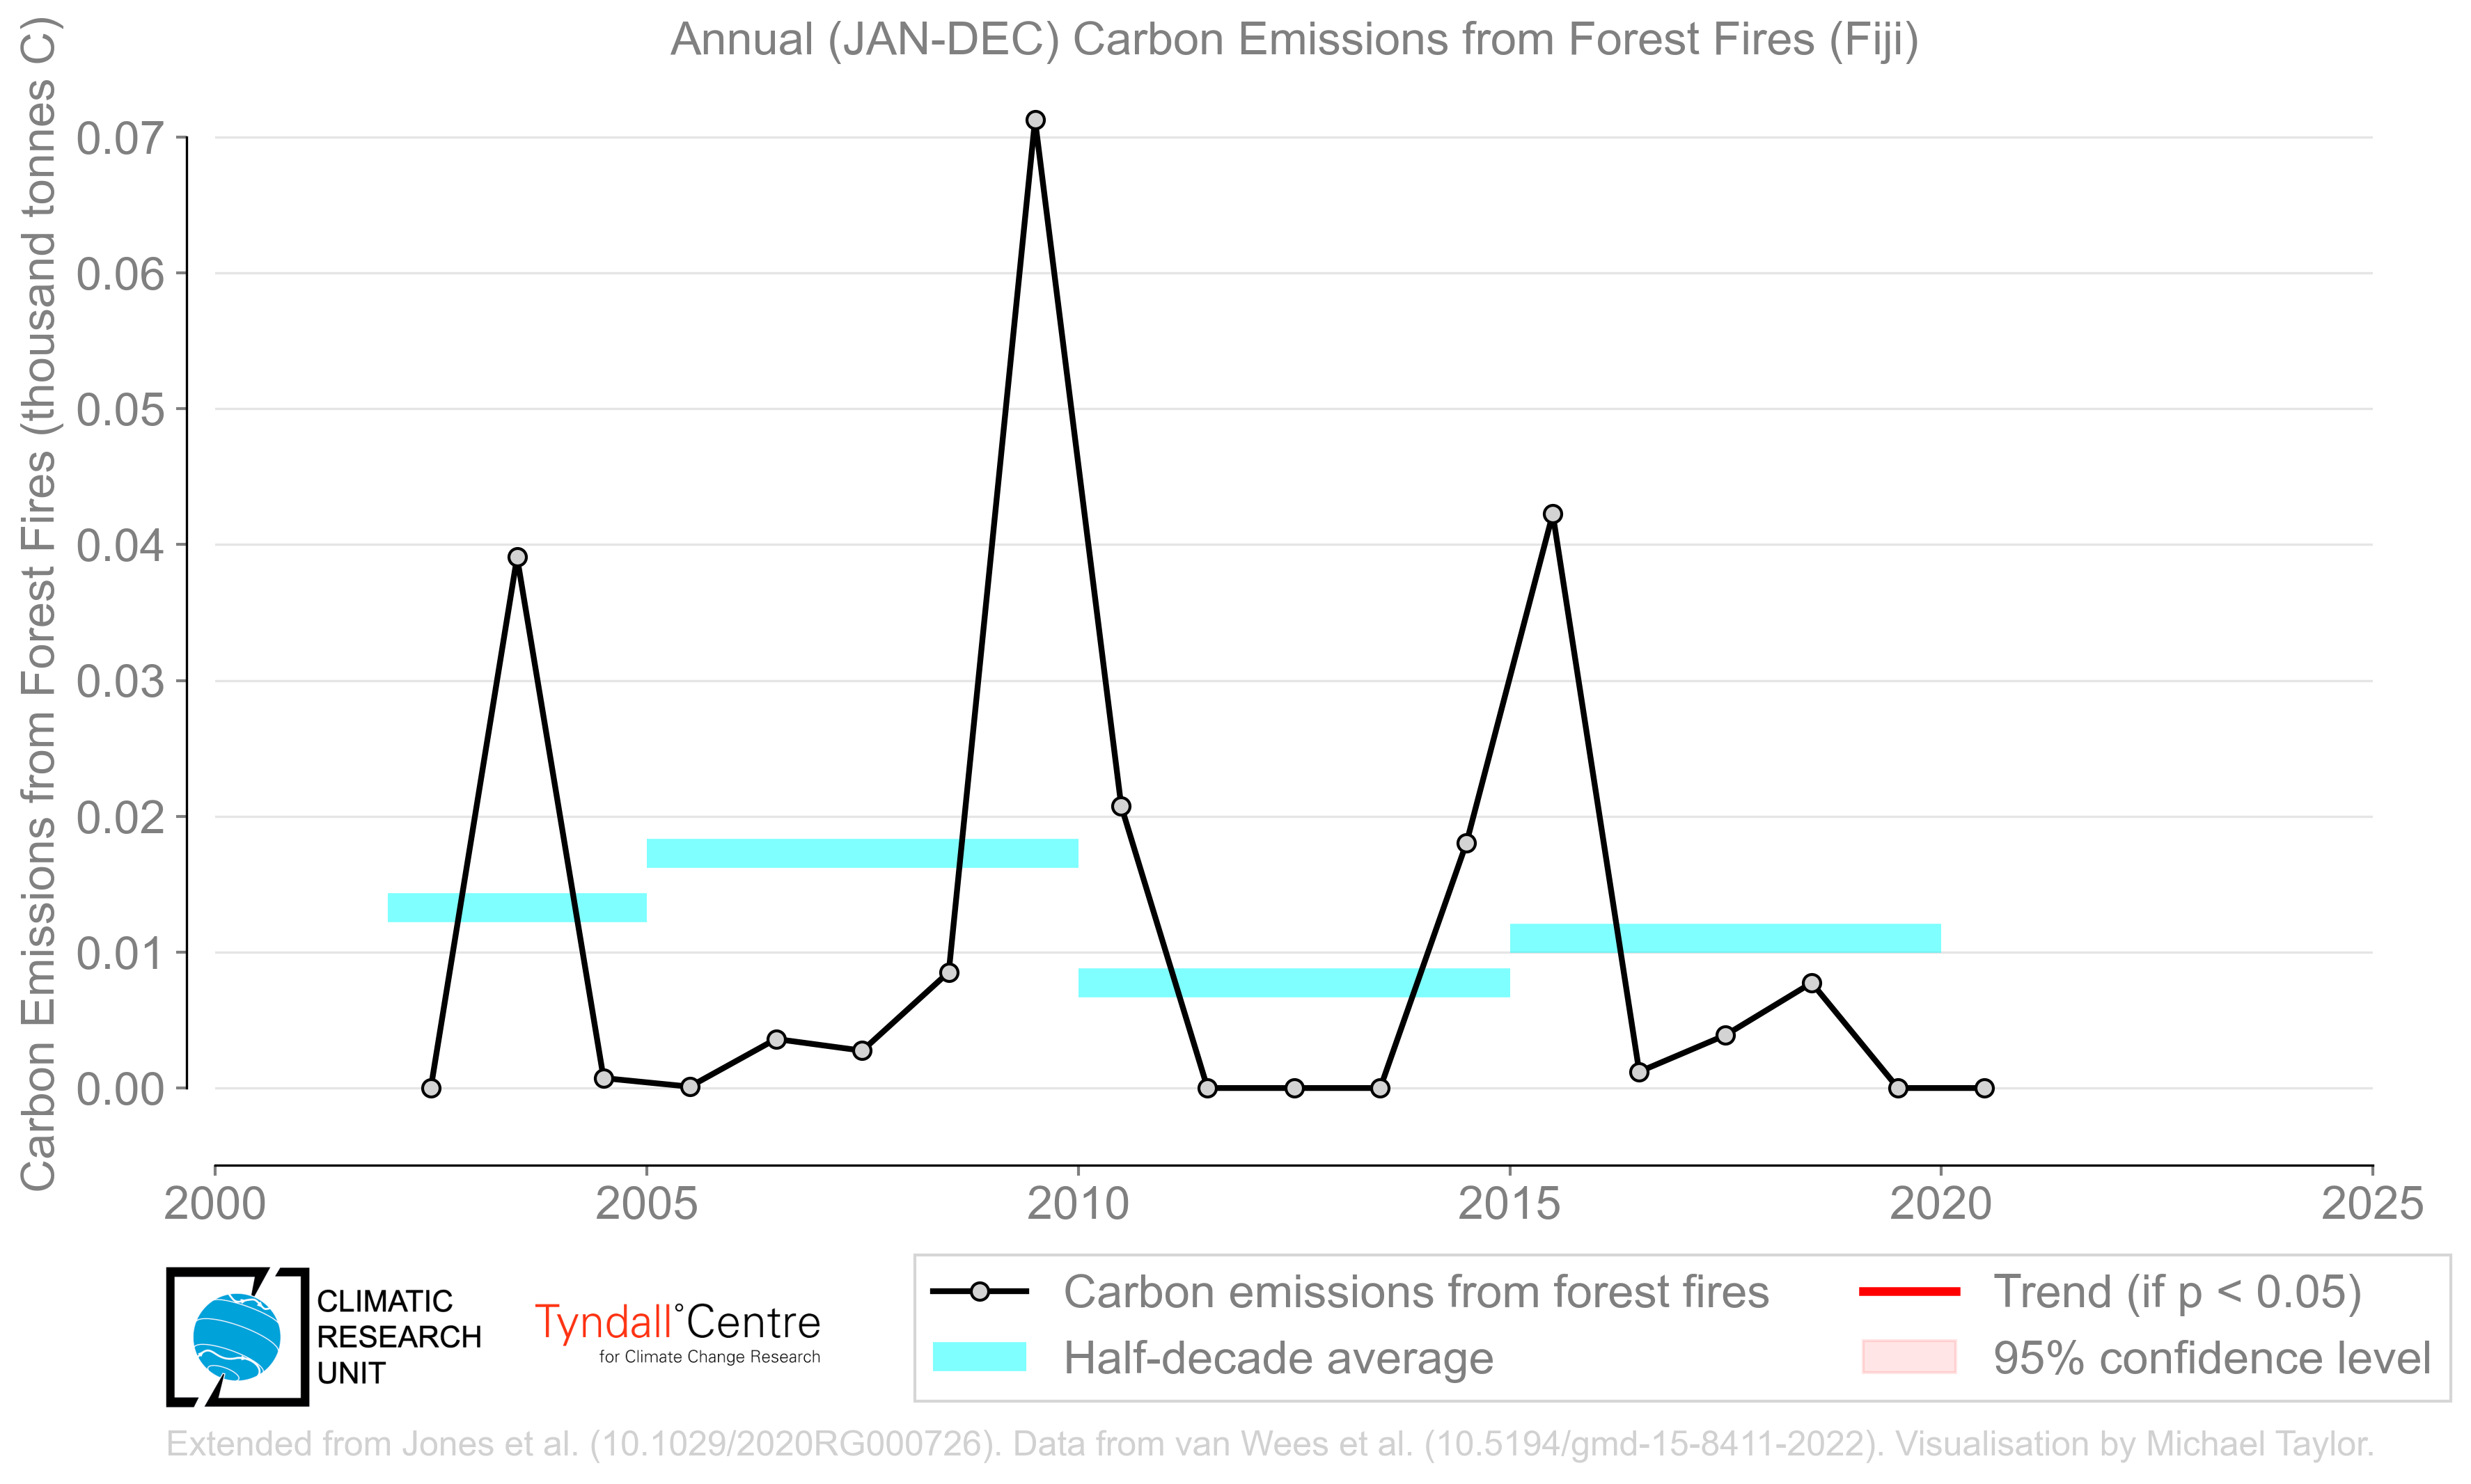 Annual (JAN-DEC) Carbon Emissions from Forest Fires (Fiji)
Carbon Emissions from Forest Fires (thousand tonnes C)
0.07
0.06
0.05
0.04
0.03
0.02
0.01
0.00
2000
2005
2010
2015
2020
2025
CLIMATIC
RESEARCH
UNIT
Tyndall°Centre
for Climate Change Research
Carbon emissions from forest fires
Half-decade average
Trend (if p < 0.05)
95% confidence level
Extended from Jones et al. (10.1029/2020RG000726). Data from van Wees et al. (10.5194/gmd-15-8411-2022). Visualisation by Michael Taylor.